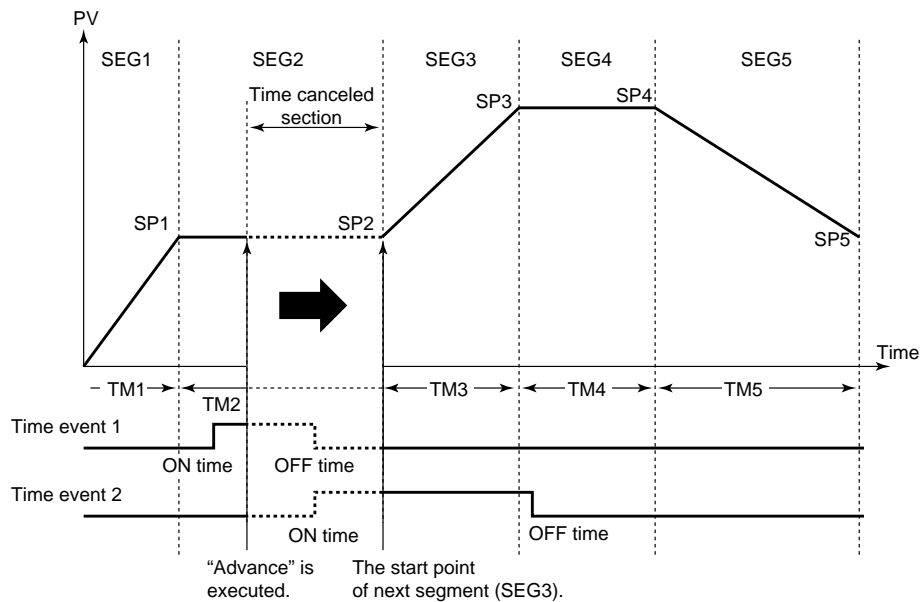 PV
SEG1
SEG2
SEG3
SEG4
SEG5
Time canceled
section
SP3
SP4
SP1
SP2
SP5
Time
TM1
TM2
TM3
TM4
TM5
Time event 1
ON time
OFF time
Time event 2
ON time
OFF time
“Advance” is
executed.
The start point
of next segment (SEG3).